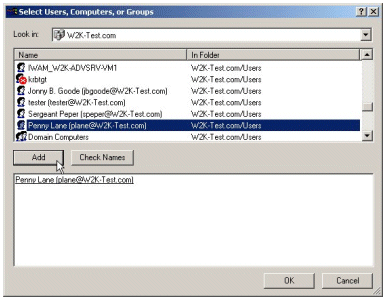 Select Users, Computers, or Groups
Look in: W2K-Test.com
Name In Folder
IWAM_W2K-ADVSRV-VM1 W2K-Test.com/Users
krbtgt W2K-Test.com/Users
Jonny B. Goode (jbgoode@W2K-Test.com) W2K-Test.com/Users
tester (tester@W2K-Test.com) W2K-Test.com/Users
Sergeant Peper (speper@W2K-Test.com) W2K-Test.com/Users
Penny Lane (plane@W2K-Test.com) W2K-Test.com/Users
Domain Computers W2K-Test.com/Users
Add Check Names
Penny Lane (plane@W2K-Test.com)
OK Cancel